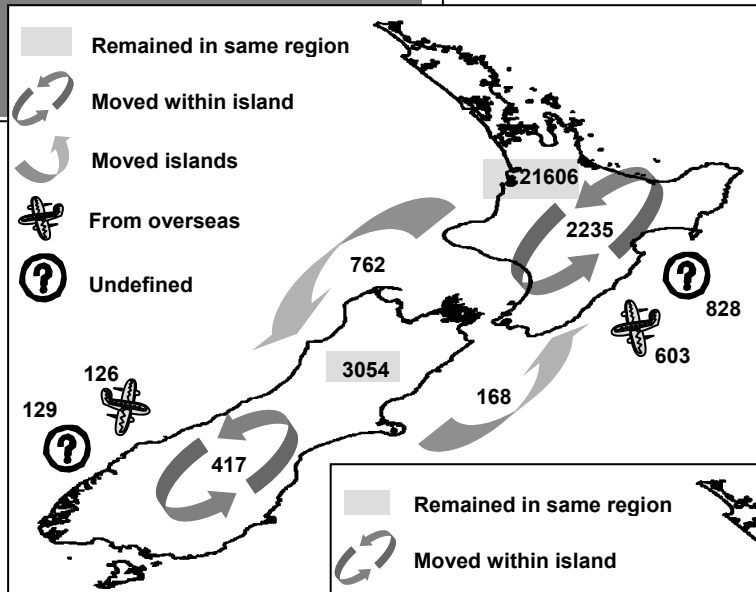 Remained in same region
Moved within island
Moved islands
From overseas
?
Undefined
21606
2235
762
?
828
603
3054
168
126
129
?
417
Remained in same region
Moved within island